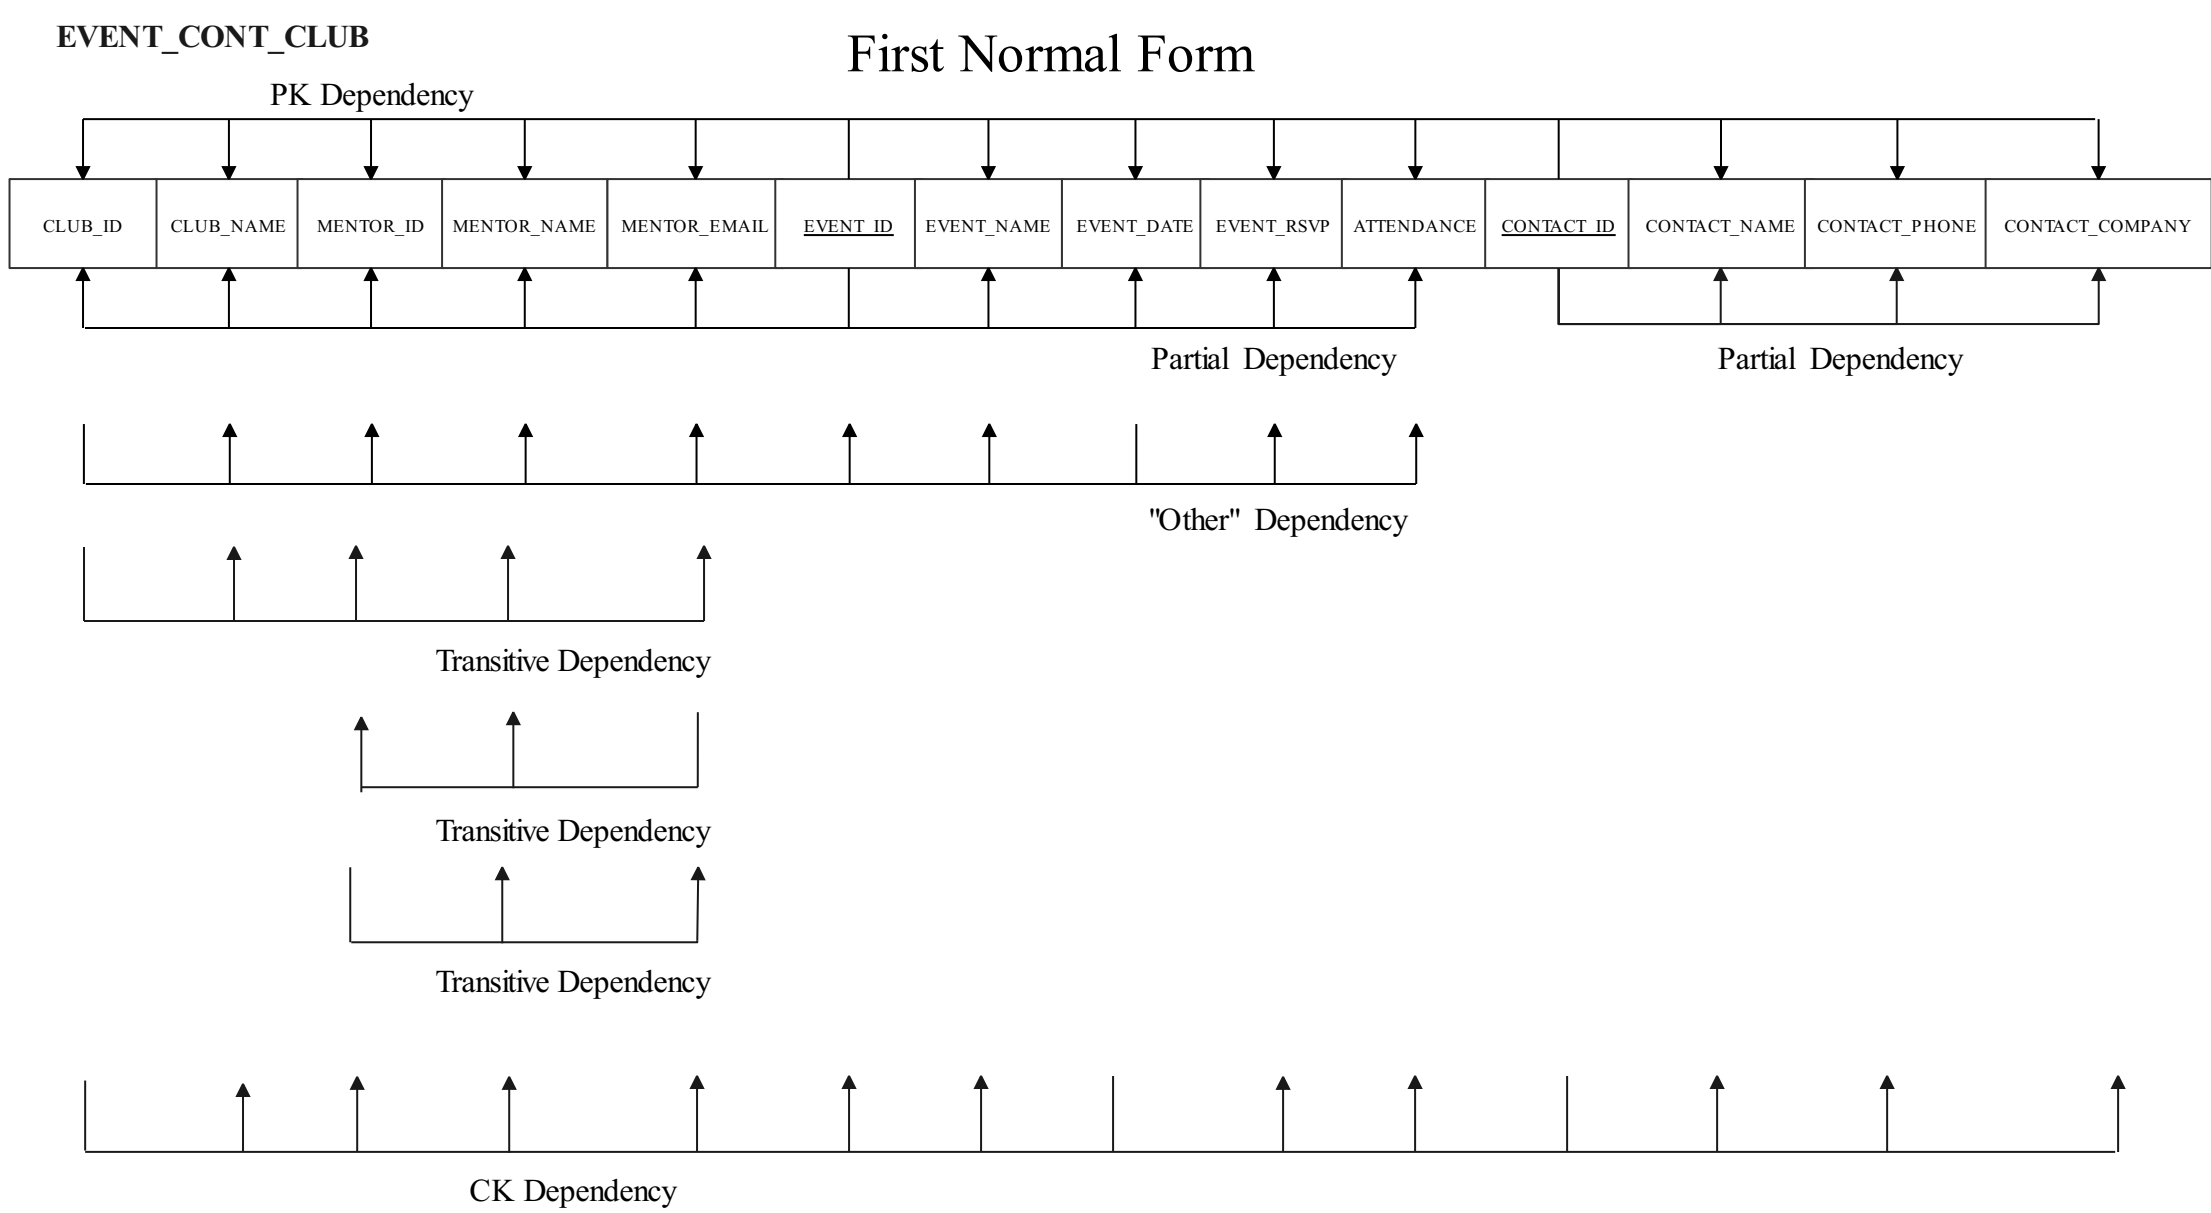 EVENT_CONT_CLUB
First Normal Form
PK Dependency
CLUB_ID CLUB_NAME MENTOR_ID MENTOR_NAME MENTOR_EMAIL EVENT_ID EVENT_NAME EVENT_DATE EVENT_RSVP ATTENDANCE CONTACT_ID CONTACT_NAME CONTACT_PHONE CONTACT_COMPANY
Partial Dependency Partial Dependency
"Other" Dependency
Transitive Dependency
Transitive Dependency
Transitive Dependency
CK Dependency